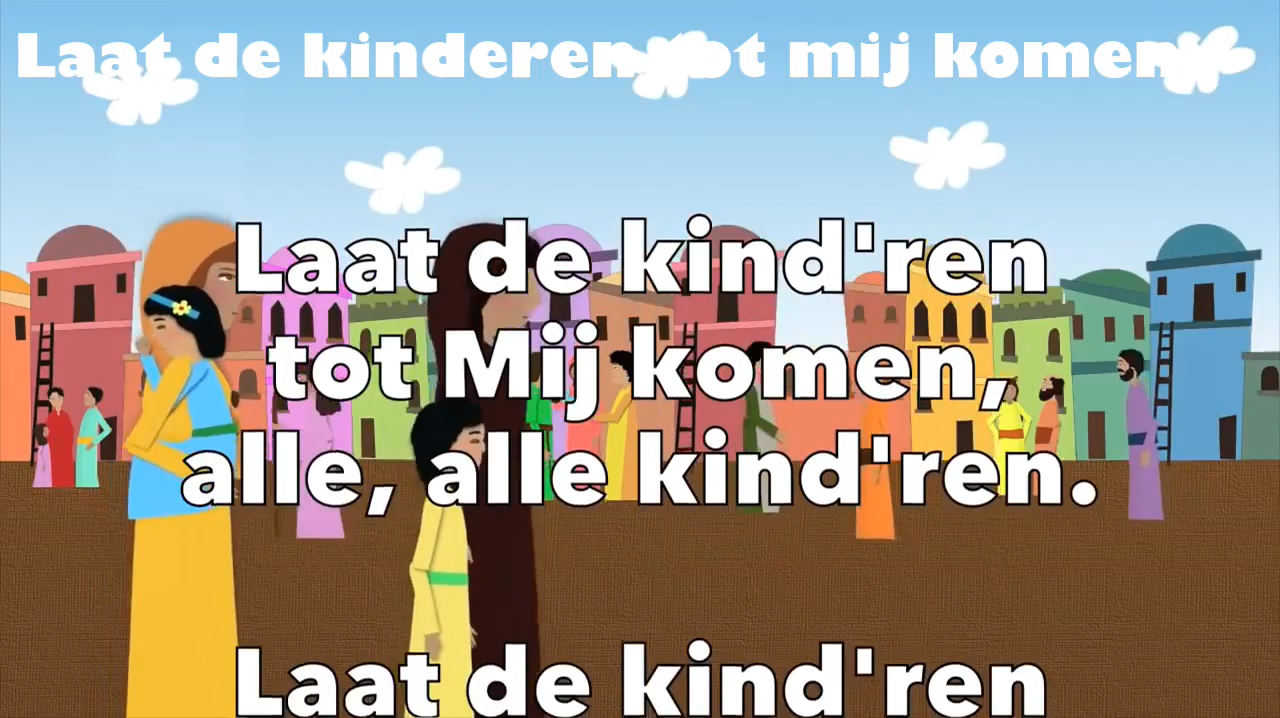 Laat de kinderen tot mij komen
Laat de kind'ren
tot Mij komen,
alle, alle kind'ren.
Laat de kind'ren